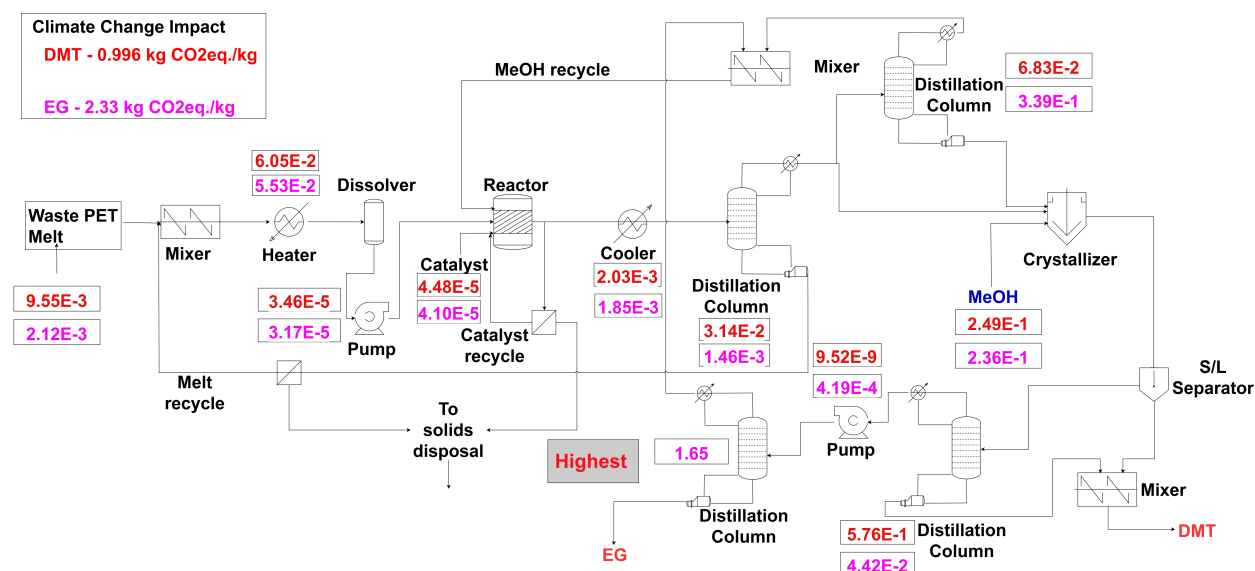 Climate Change Impact
DMT - 0.996 kg CO2eq./kg
EG - 2.33 kg CO2eq./kg
MeOH recycle
Mixer
Distillation
Column
6.83E-2
3.39E-1
6.05E-2
5.53E-2
Dissolver
Reactor
Waste PET
Melt
Mixer
Heater
Catalyst
Cooler
Crystallizer
9.55E-3
2.12E-3
3.46E-5
3.17E-5
Pump
4.48E-5
4.10E-5
Catalyst
recycle
2.03E-3
1.85E-3
Distillation
Column
3.14E-2
1.46E-3
MeOH
2.49E-1
2.36E-1
9.52E-9
4.19E-4
Pump
S/L
Separator
Melt
recycle
To
solids
disposal
Highest
1.65
Distillation
Column
EG
5.76E-1
4.42E-2
Distillation
Column
Mixer
DMT